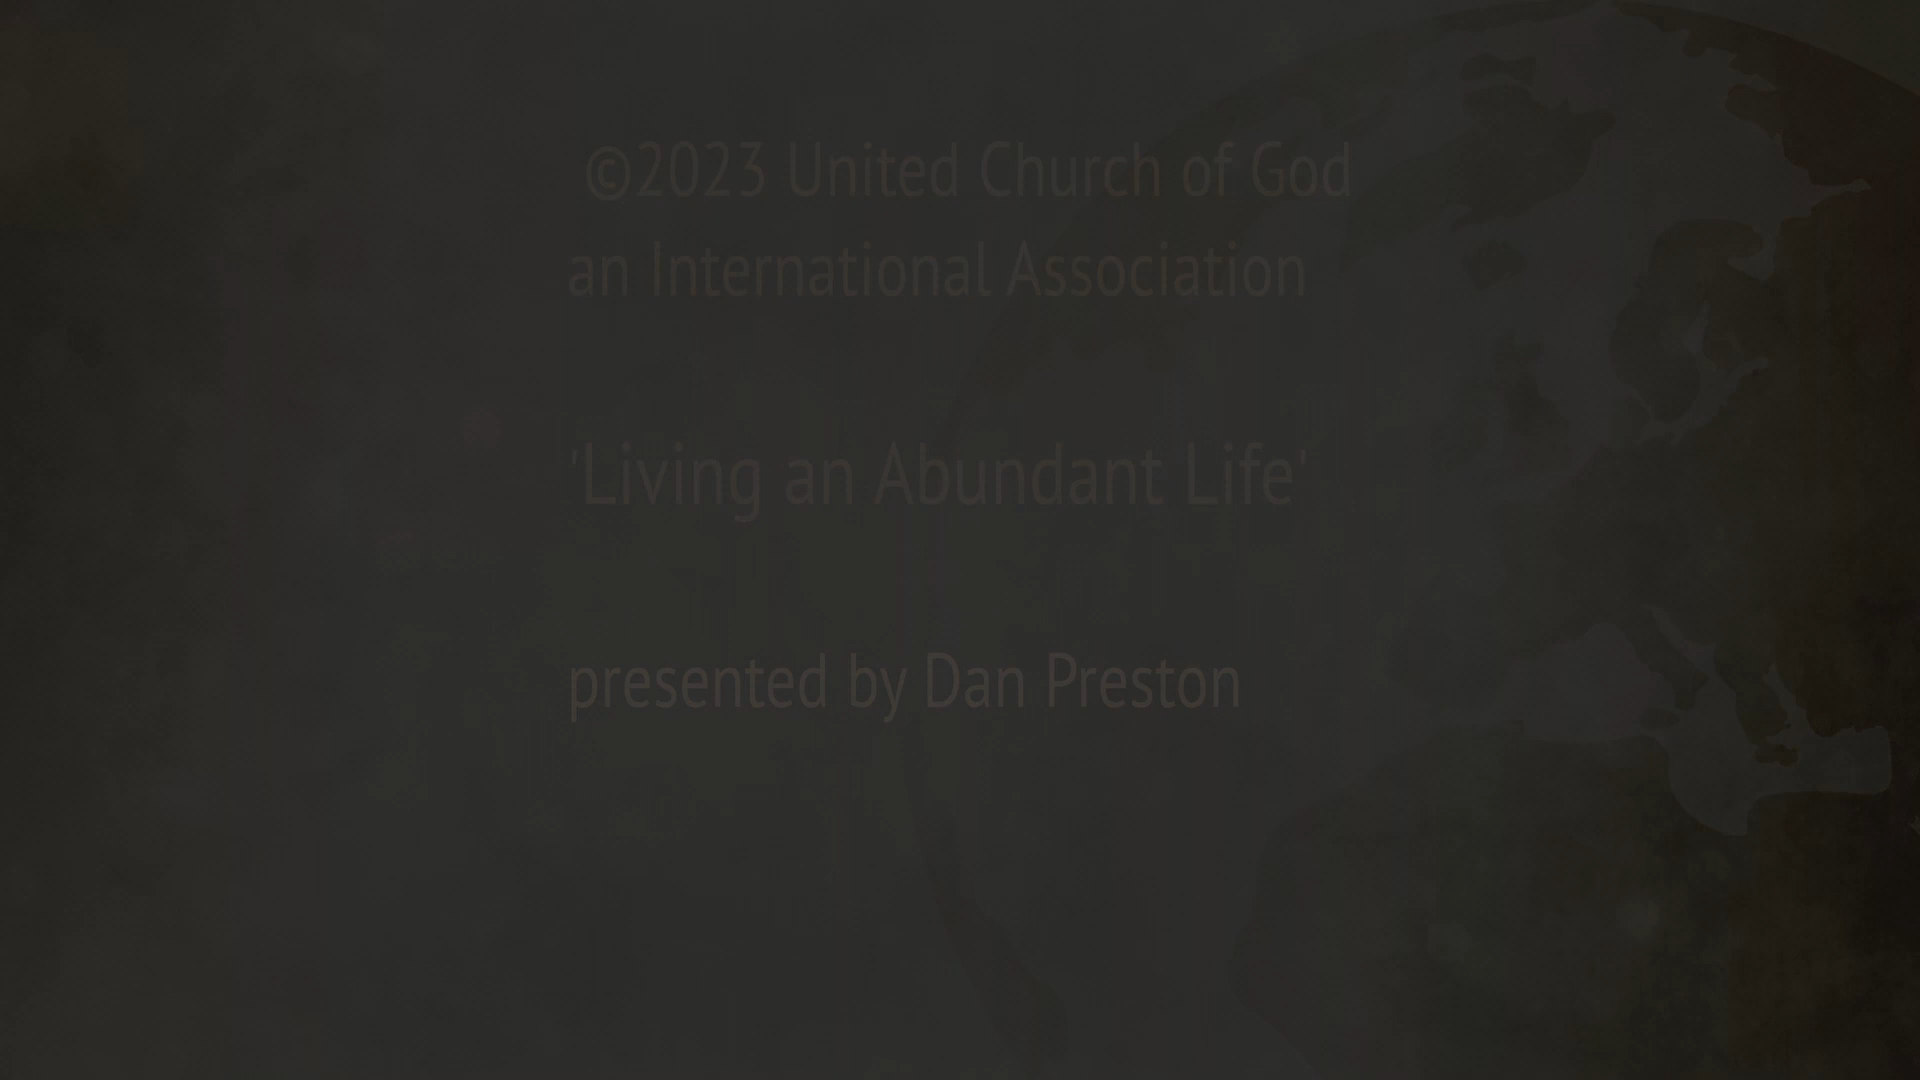 ©2023 United Church of God
an International Association
'Living an Abundant Life'
presented by Dan Preston